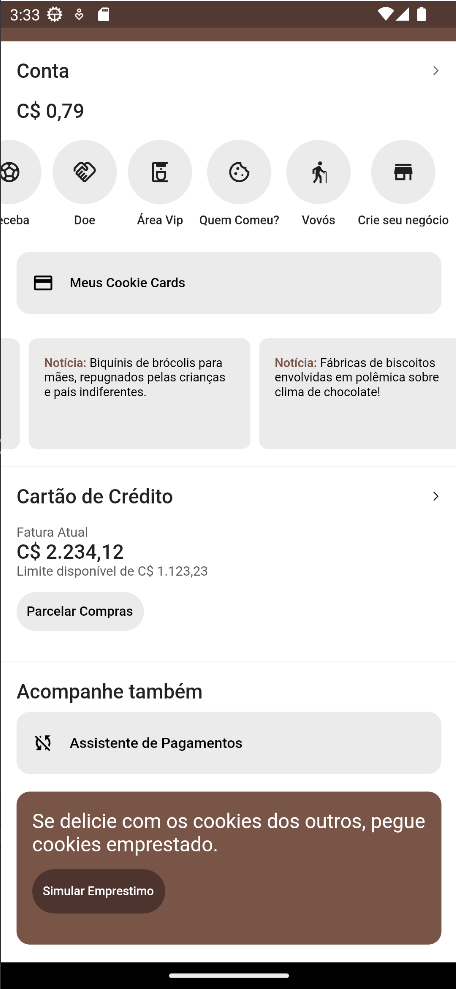 3:33
Conta
C$ 0,79
eceba
Doe
Área Vip
Quem Comeu?
Vovós
Crie seu negócio
Meus Cookie Cards
Notícia: Biquínis de brócolis para
mães, repugnados pelas crianças
e pais indiferentes.
Notícia: Fábricas de biscoitos
envolvidas em polêmica sobre
clima de chocolate!
Cartão de Crédito
Fatura Atual
C$ 2.234,12
Limite disponível de C$ 1.123,23
Parcelar Compras
Acompanhe também
Assistente de Pagamentos
Se delicie com os cookies dos outros, pegue
cookies emprestado.
Simular Emprestimo